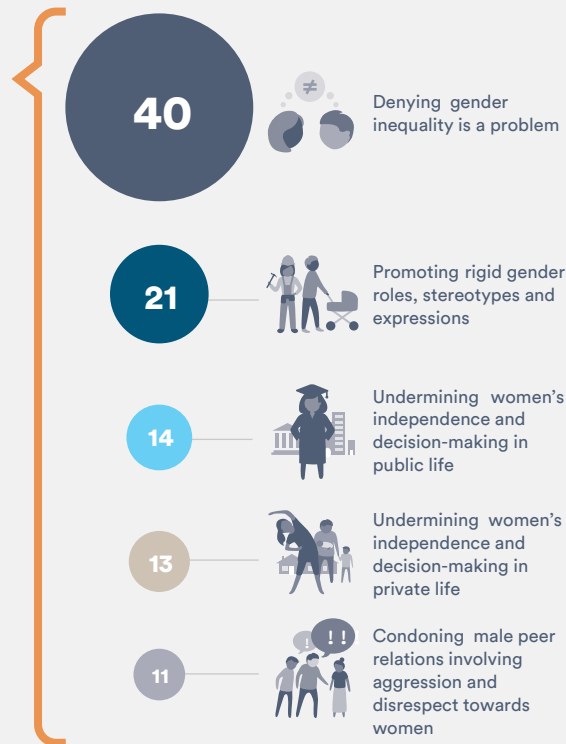 40
≠
Denying gender
inequality is a problem
21
Promoting rigid gender
roles, stereotypes and
expressions
14
Undermining women’s
independence and
decision-making in
public life
13
Undermining women’s
independence and
decision-making in
private life
11
! !!
Condoning male peer
relations involving
aggression and
disrespect towards
women